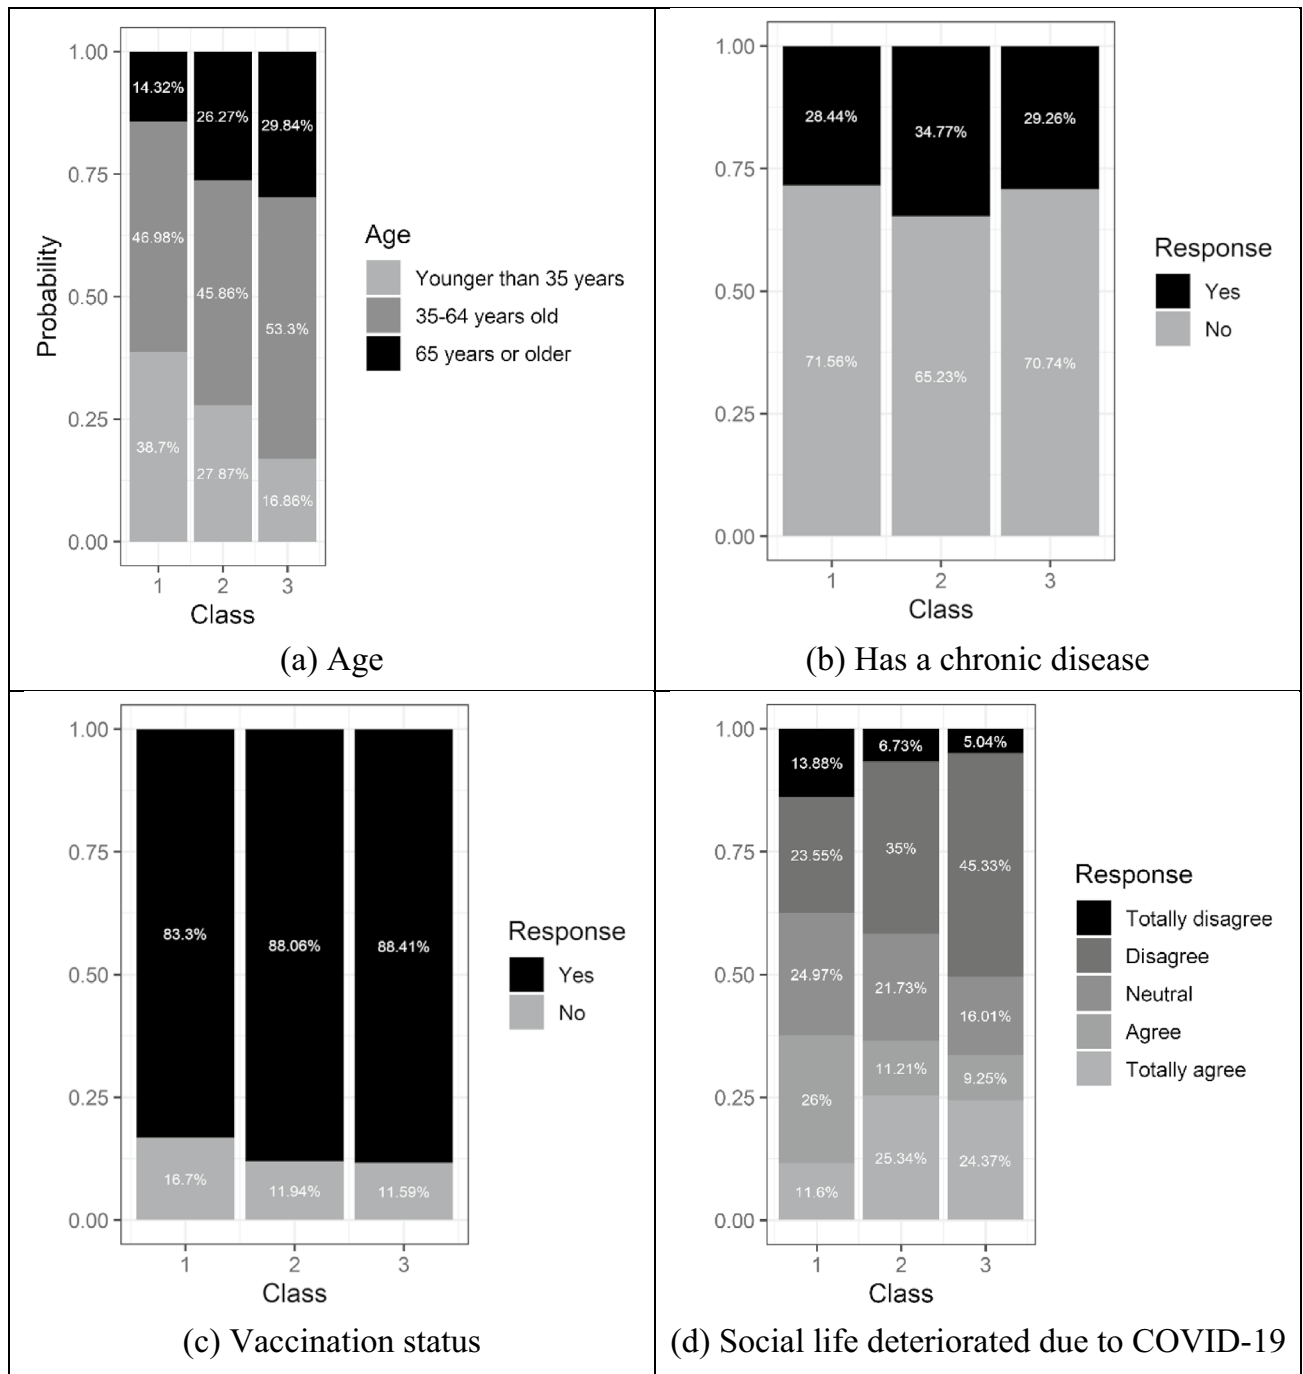 1.00
0.75
0.50
0.25
0.00
Probability
14.32%
46.98%
38.7%
26.27%
45.86%
27.87%
29.84%
53.3%
16.86%
1
2
3
Class
Age
Younger than 35 years
35-64 years old
65 years or older
(a) Age
1.00
0.75
0.50
0.25
0.00
28.44%
71.56%
34.77%
65.23%
29.26%
70.74%
1
2
3
Class
Response
Yes
No
(b) Has a chronic disease
1.00
0.75
0.50
0.25
0.00
83.3%
16.7%
88.06%
11.94%
88.41%
11.59%
1
2
3
Class
Response
Yes
No
(c) Vaccination status
1.00
0.75
0.50
0.25
0.00
13.88%
23.55%
24.97%
26%
11.6%
6.73%
35%
21.73%
11.21%
25.34%
5.04%
45.33%
16.01%
9.25%
24.37%
1
2
3
Class
Response
Totally disagree
Disagree
Neutral
Agree
Totally agree
(d) Social life deteriorated due to COVID-19